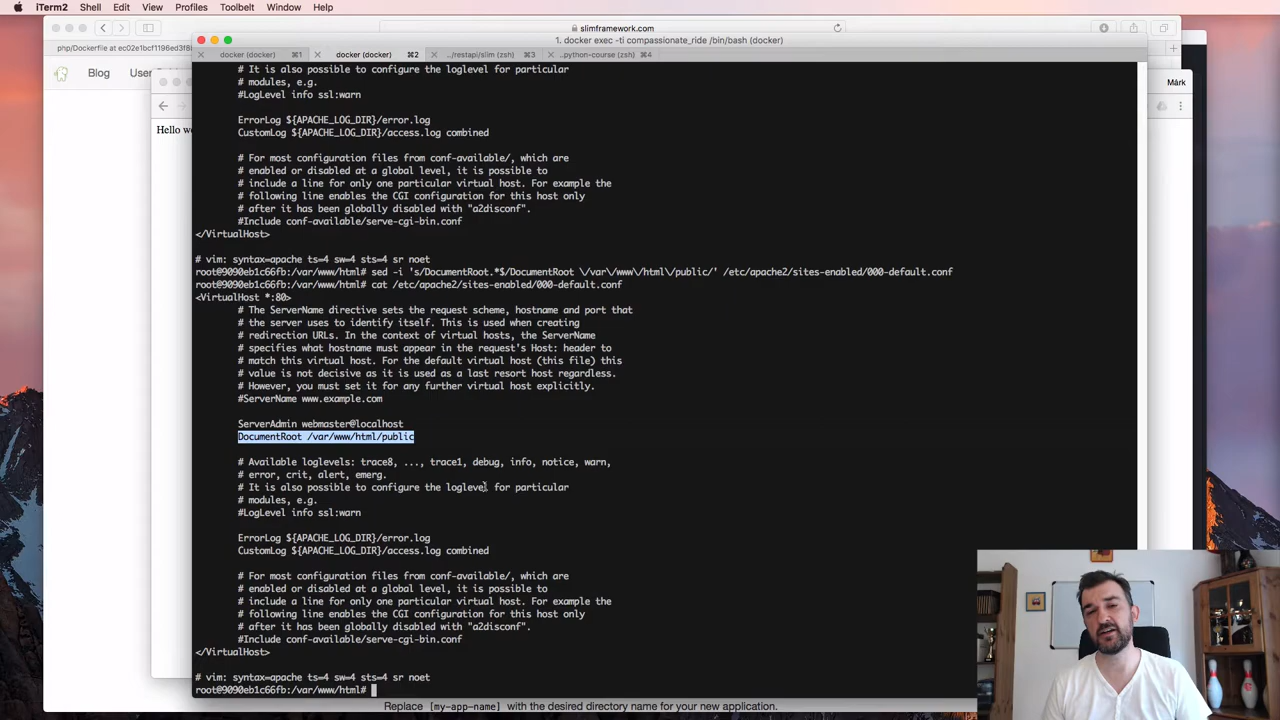 iTerm2 Shell Edit View Profiles Toolbelt Window Help
slimframework.com
php/Dockerfile at ec02e1bcf1196ed3f8
1. docker exec -ti compassionate_ride /bin/bash (docker)
docker (docker) ⌘1 docker (docker) ⌘2 ../restapi/slim (zsh) ⌘3 ..python-course (zsh) ⌘4
Blog
Márk
Hello
# It is also possible to configure the loglevel for particular
# modules, e.g.
#LogLevel info ssl:warn
ErrorLog ${APACHE_LOG_DIR}/error.log
CustomLog ${APACHE_LOG_DIR}/access.log combined
# For most configuration files from conf-available/, which are
# enabled or disabled at a global level, it is possible to
# include a line for only one particular virtual host. For example the
# following line enables the CGI configuration for this host only
# after it has been globally disabled with "a2disconf".
#Include conf-available/serve-cgi-bin.conf
</VirtualHost>
# vim: syntax=apache ts=4 sw=4 sts=4 sr noet
root@9090eb1c66fb:/var/www/html# sed -i 's/DocumentRoot.*$/DocumentRoot \/var\/www\/html\/public/' /etc/apache2/sites-enabled/000-default.conf
root@9090eb1c66fb:/var/www/html# cat /etc/apache2/sites-enabled/000-default.conf
<VirtualHost *:80>
# The ServerName directive sets the request scheme, hostname and port that
# the server uses to identify itself. This is used when creating
# redirection URLs. In the context of virtual hosts, the ServerName
# specifies what hostname must appear in the request's Host: header to
# match this virtual host. For the default virtual host (this file) this
# value is not decisive as it is used as a last resort host regardless.
# However, you must set it for any further virtual host explicitly.
#ServerName www.example.com
ServerAdmin webmaster@localhost
DocumentRoot /var/www/html/public
# Available loglevels: trace8, ..., trace1, debug, info, notice, warn,
# error, crit, alert, emerg.
# It is also possible to configure the loglevel for particular
# modules, e.g.
#LogLevel info ssl:warn
ErrorLog ${APACHE_LOG_DIR}/error.log
CustomLog ${APACHE_LOG_DIR}/access.log combined
# For most configuration files from conf-available/, which are
# enabled or disabled at a global level, it is possible to
# include a line for only one particular virtual host. For example the
# following line enables the CGI configuration for this host only
# after it has been globally disabled with "a2disconf".
#Include conf-available/serve-cgi-bin.conf
</VirtualHost>
# vim: syntax=apache ts=4 sw=4 sts=4 sr noet
root@9090eb1c66fb:/var/www/html#
Replace [my-app-name] with the desired directory name for your new application.